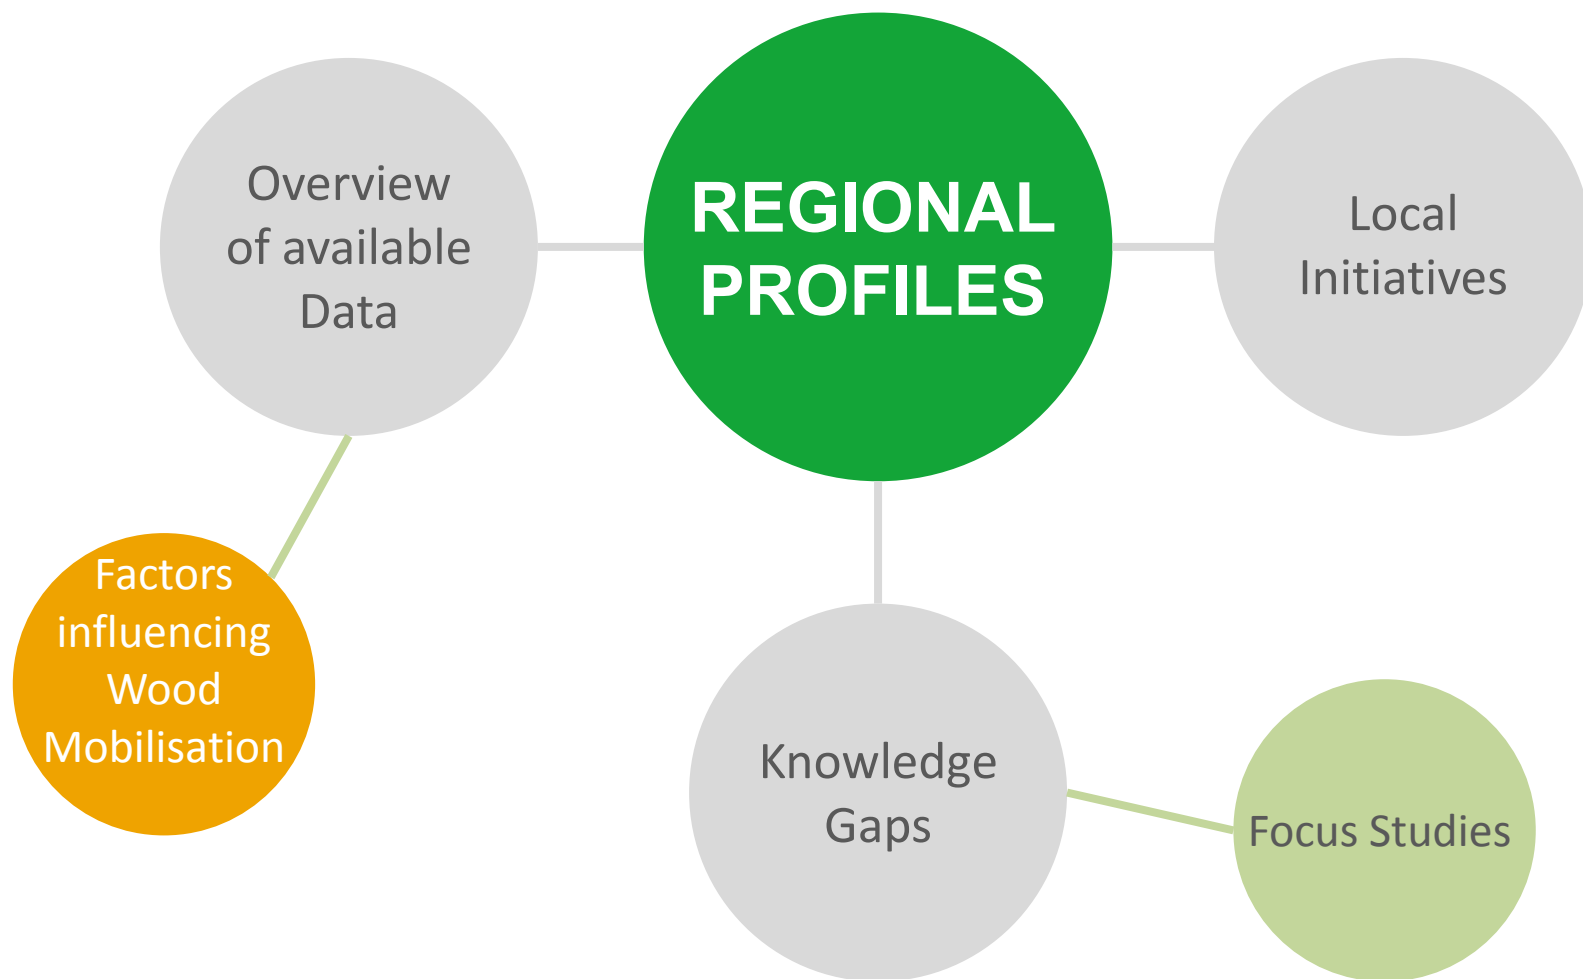 Overview
of available
Data
REGIONAL
PROFILES
Local
Initiatives
Factors
influencing
Wood
Mobilisation
Knowledge
Gaps
Focus Studies